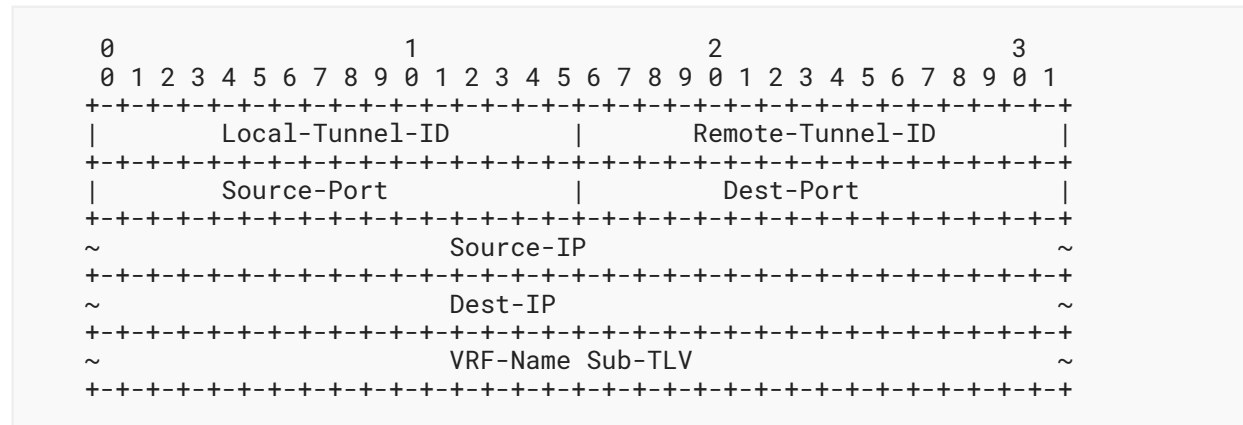 0                   1                   2                   3
 0 1 2 3 4 5 6 7 8 9 0 1 2 3 4 5 6 7 8 9 0 1 2 3 4 5 6 7 8 9 0 1
+-+-+-+-+-+-+-+-+-+-+-+-+-+-+-+-+-+-+-+-+-+-+-+-+-+-+-+-+-+-+-+-+
|        Local-Tunnel-ID        |       Remote-Tunnel-ID        |
+-+-+-+-+-+-+-+-+-+-+-+-+-+-+-+-+-+-+-+-+-+-+-+-+-+-+-+-+-+-+-+-+
|        Source-Port            |         Dest-Port             |
+-+-+-+-+-+-+-+-+-+-+-+-+-+-+-+-+-+-+-+-+-+-+-+-+-+-+-+-+-+-+-+-+
~                       Source-IP                               ~
+-+-+-+-+-+-+-+-+-+-+-+-+-+-+-+-+-+-+-+-+-+-+-+-+-+-+-+-+-+-+-+-+
~                       Dest-IP                                 ~
+-+-+-+-+-+-+-+-+-+-+-+-+-+-+-+-+-+-+-+-+-+-+-+-+-+-+-+-+-+-+-+-+
~                       VRF-Name Sub-TLV                        ~
+-+-+-+-+-+-+-+-+-+-+-+-+-+-+-+-+-+-+-+-+-+-+-+-+-+-+-+-+-+-+-+-+